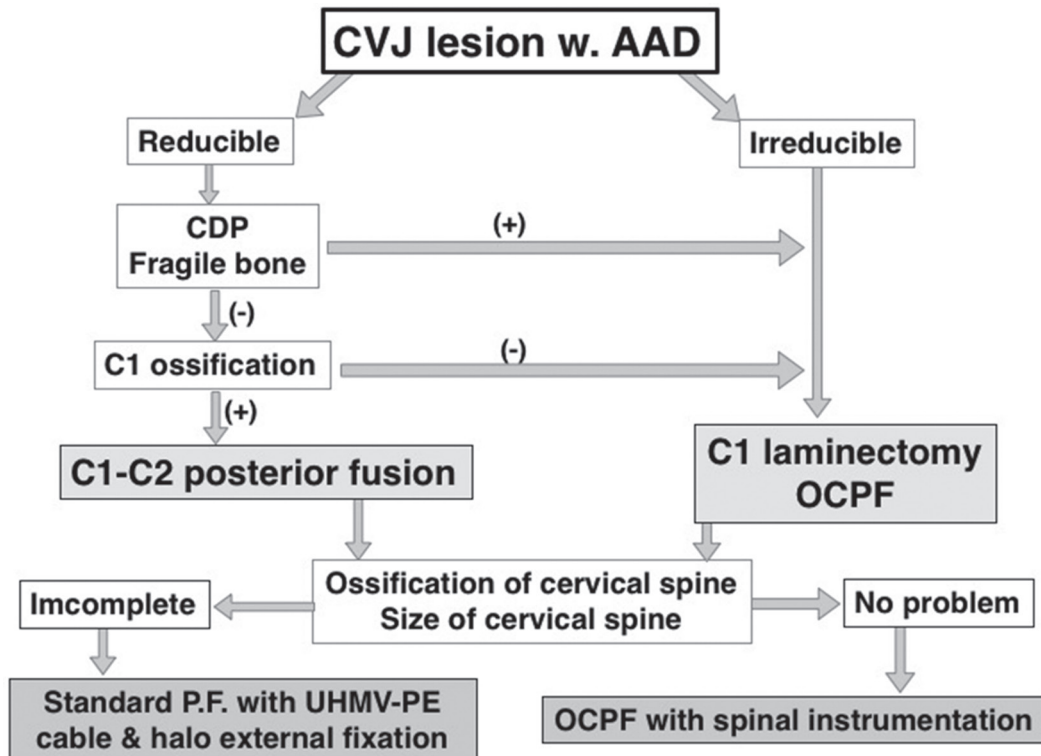 CVJ lesion w. AAD
Reducible
Irreducible
CDP
Fragile bone
(+)
(-)
C1 ossification
(-)
(+)
C1-C2 posterior fusion
C1 laminectomy
OCPF
Ossification of cervical spine
Size of cervical spine
Imcomplete
No problem
Standard P.F. with UHMV-PE
cable & halo external fixation
OCPF with spinal instrumentation